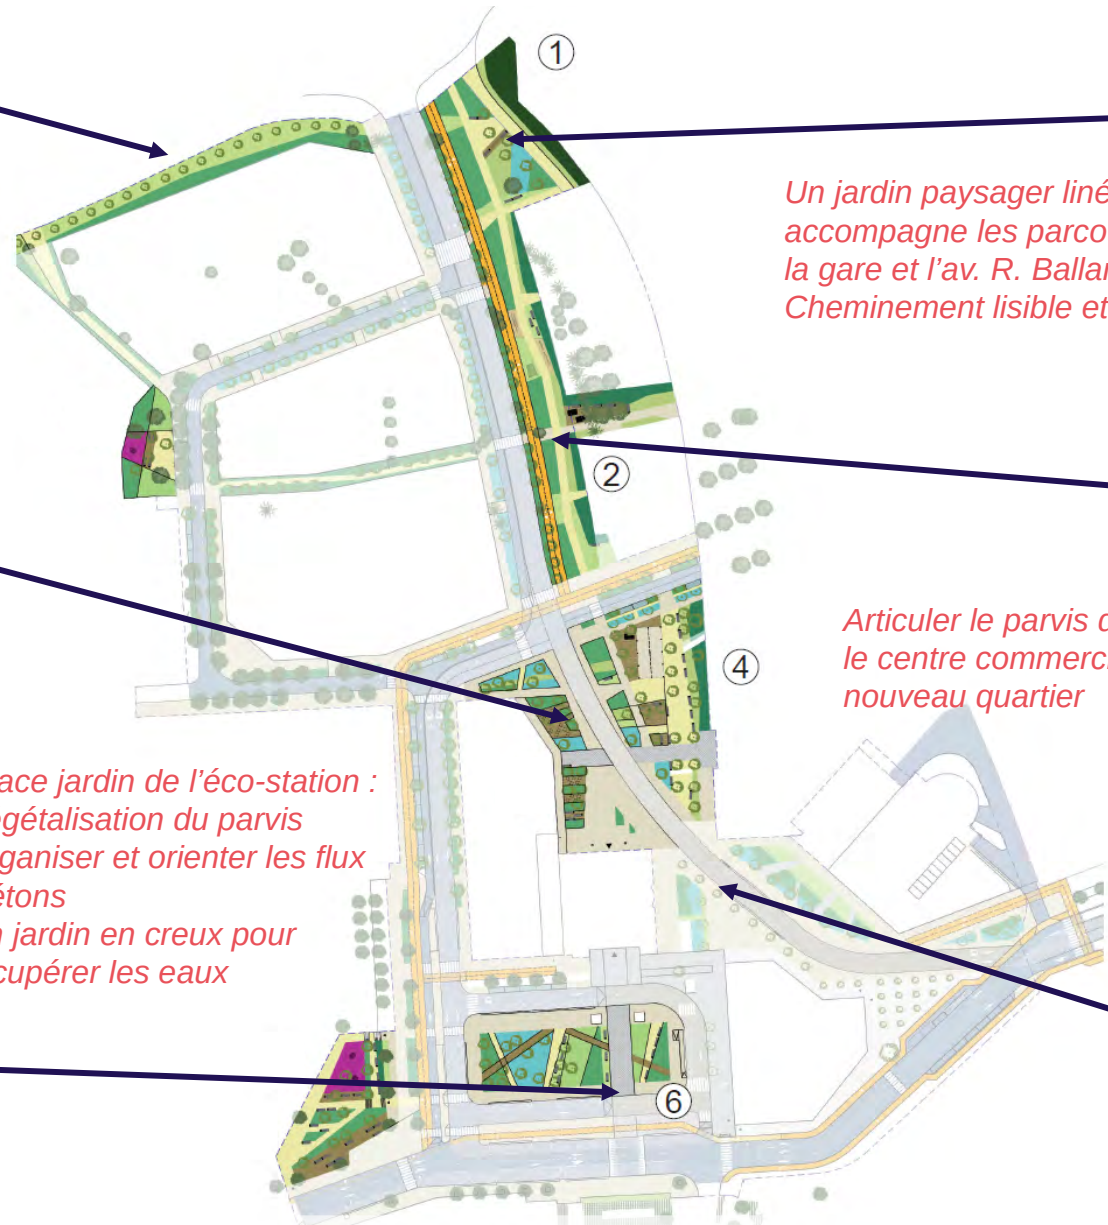 ①
Un jardin paysager liné
accompagne les parco
la gare et l'av. R. Ballar
Cheminement lisible et
②
Articuler le parvis d
le centre commerci
nouveau quartier
④
ace jardin de l'éco-station :
égétalisation du parvis
ganiser et orienter les flux
étons
n jardin en creux pour
cupérer les eaux
⑥